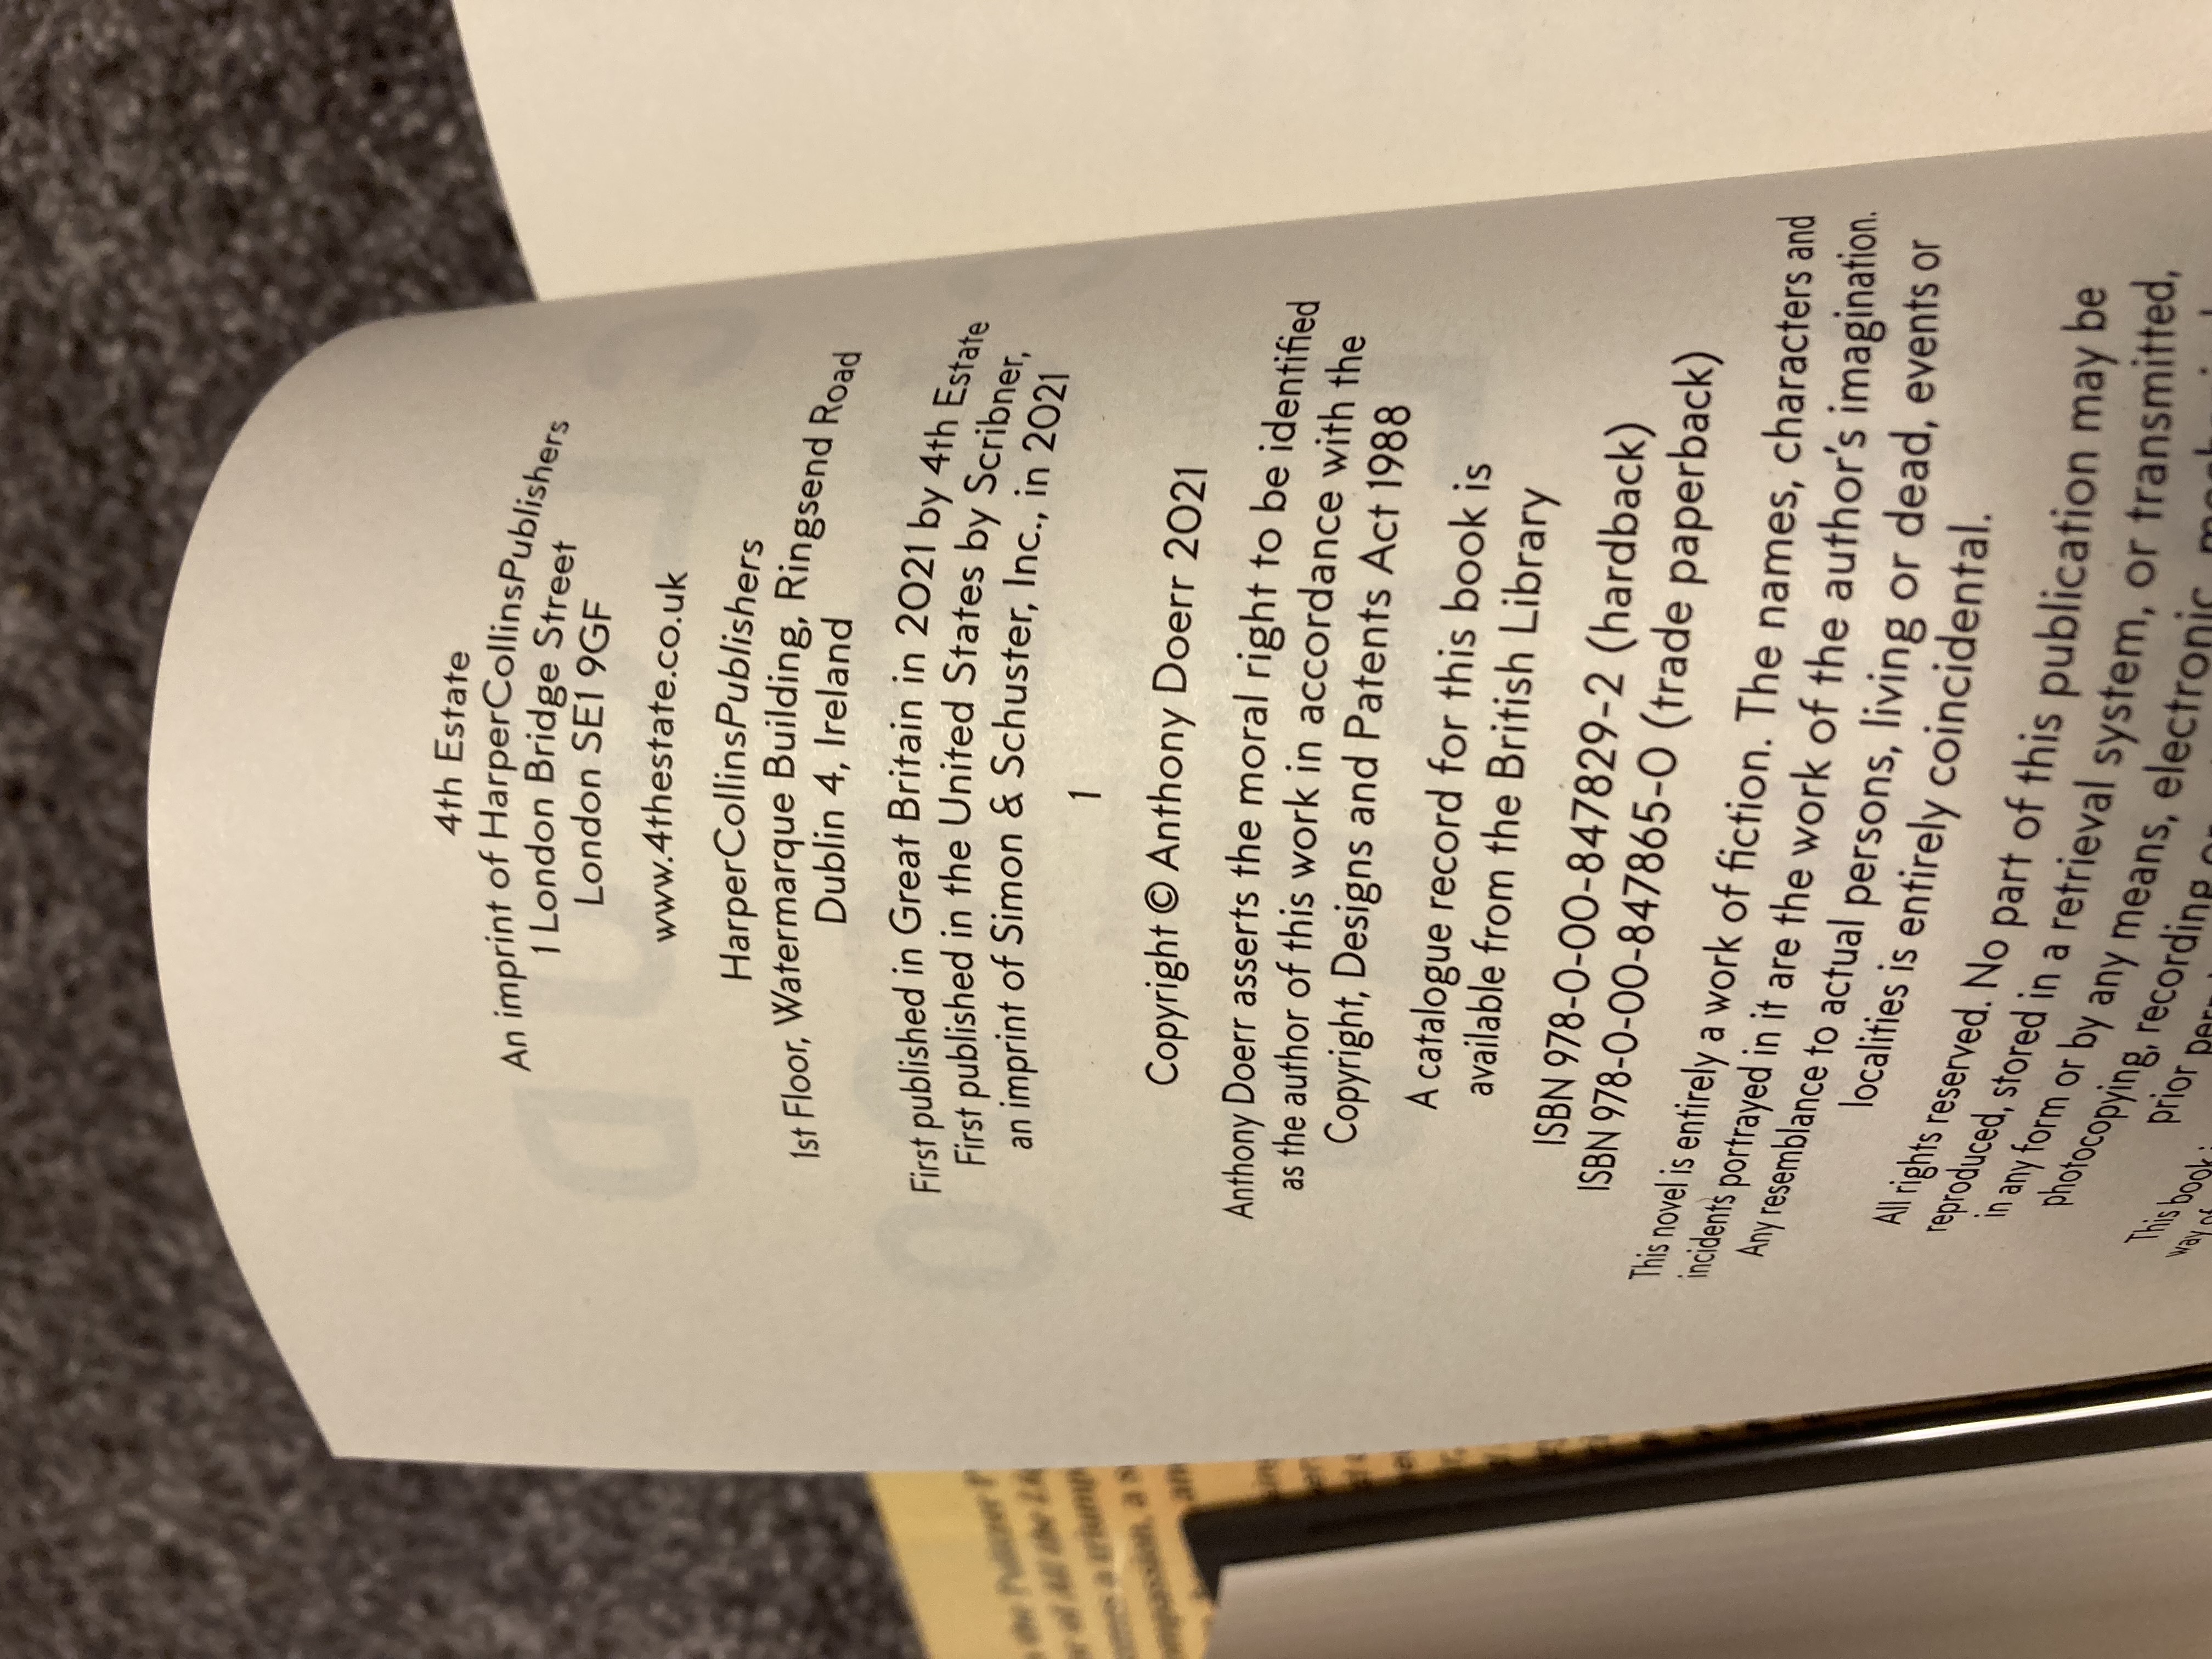 4th Estate
An imprint of HarperCollinsPublishers
1 London Bridge Street
London SE1 9GF
www.4thestate.co.uk
HarperCollinsPublishers
1st Floor, Watermarque Building, Ringsend Road
Dublin 4, Ireland
First published in Great Britain in 2021 by 4th Estate
First published in the United States by Scribner,
an imprint of Simon & Schuster, Inc., in 2021
1
Copyright © Anthony Doerr 2021
Anthony Doerr asserts the moral right to be identified
as the author of this work in accordance with the
Copyright, Designs and Patents Act 1988
A catalogue record for this book is
available from the British Library
ISBN 978-0-00-847829-2 (hardback)
ISBN 978-0-00-847865-0 (trade paperback)
This novel is entirely a work of fiction. The names, characters and
incidents portrayed in it are the work of the author's imagination.
Any resemblance to actual persons, living or dead, events or
localities is entirely coincidental.
All rights reserved. No part of this publication may be
reproduced, stored in a retrieval system, or transmitted,
in any form or by any means, electronic,
photocopying, recording
prior
This book
way of
the Pulitzer
of All the
a triump